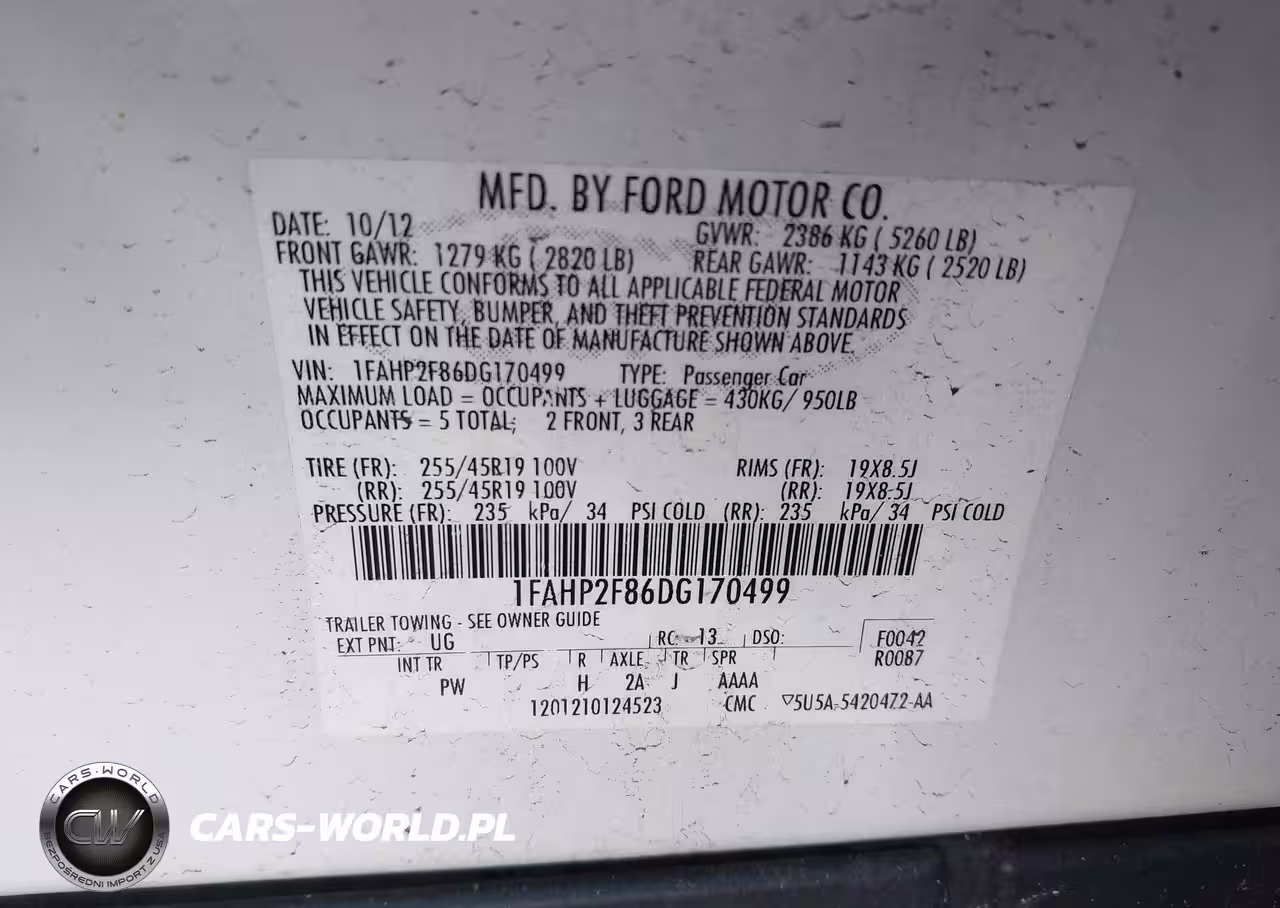 MFD. BY FORD MOTOR CO.
DATE: 10/12 GVWR: 2386 KG ( 5260 LB)
FRONT GAWR: 1279 KG ( 2820 LB) REAR GAWR: 1143 KG ( 2520 LB)
THIS VEHICLE CONFORMS TO ALL APPLICABLE FEDERAL MOTOR
VEHICLE SAFETY, BUMPER, AND THEFT PREVENTION STANDARDS
IN EFFECT ON THE DATE OF MANUFACTURE SHOWN ABOVE.
VIN: 1FAHP2F86DG170499 TYPE: Passenger Car
MAXIMUM LOAD = OCCUPANTS + LUGGAGE = 430KG/ 950LB
OCCUPANTS = 5 TOTAL; 2 FRONT, 3 REAR
TIRE (FR): 255/45R19 100V RIMS (FR): 19X8.5J
(RR): 255/45R19 100V (RR): 19X8.5J
PRESSURE (FR): 235 kPa/ 34 PSI COLD (RR): 235 kPa/ 34 PSI COLD
1FAHP2F86DG170499
TRAILER TOWING - SEE OWNER GUIDE
EXT PNT: UG RC: 13 DSO: F0042
R0087
INT TR TP/PS R AXLE TR SPR
PW H 2A J AAAA
1201210124523 CMC ▽5U5A-5420472-AA
CARS-WORLD
CW
BEZPOŚREDNI IMPORT Z USA
CARS-WORLD.PL